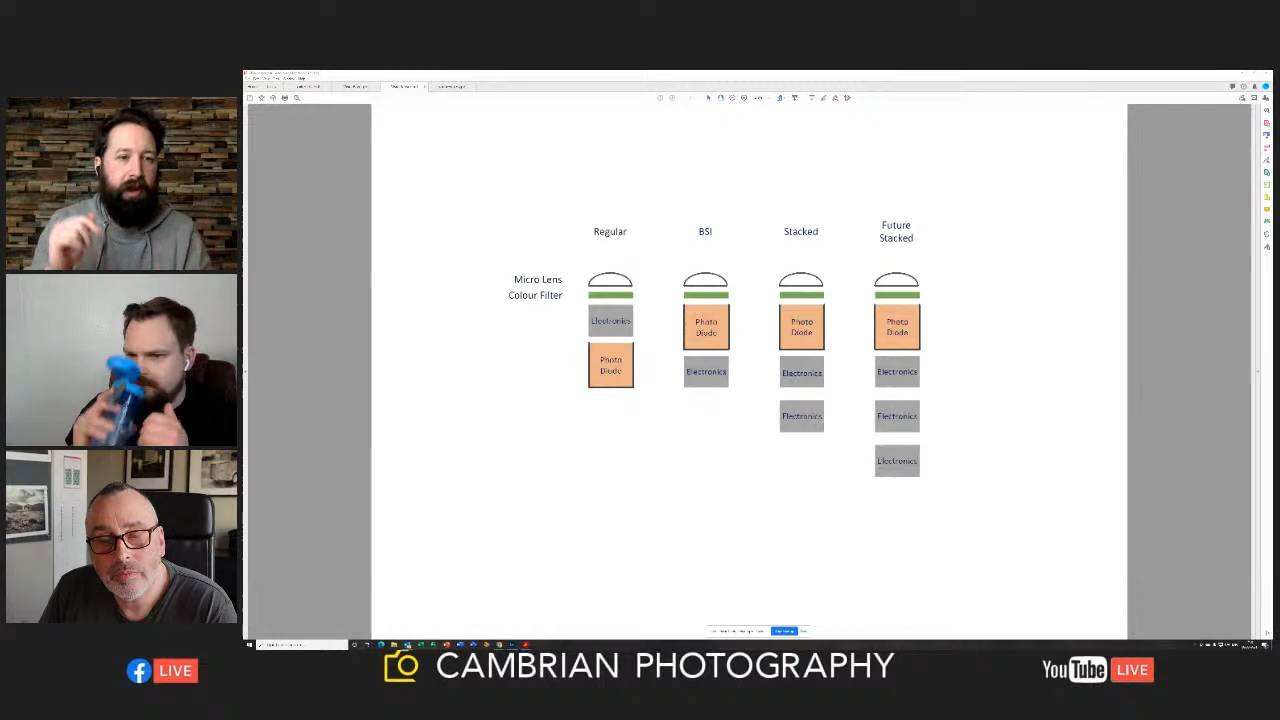 Regular
BSI
Stacked
Future
Stacked
Micro Lens
Colour Filter
Electronics
Photo
Diode
Photo
Diode
Electronics
Photo
Diode
Electronics
Electronics
Photo
Diode
Electronics
Electronics
Electronics
LIVE
CAMBRIAN PHOTOGRAPHY
YouTube LIVE